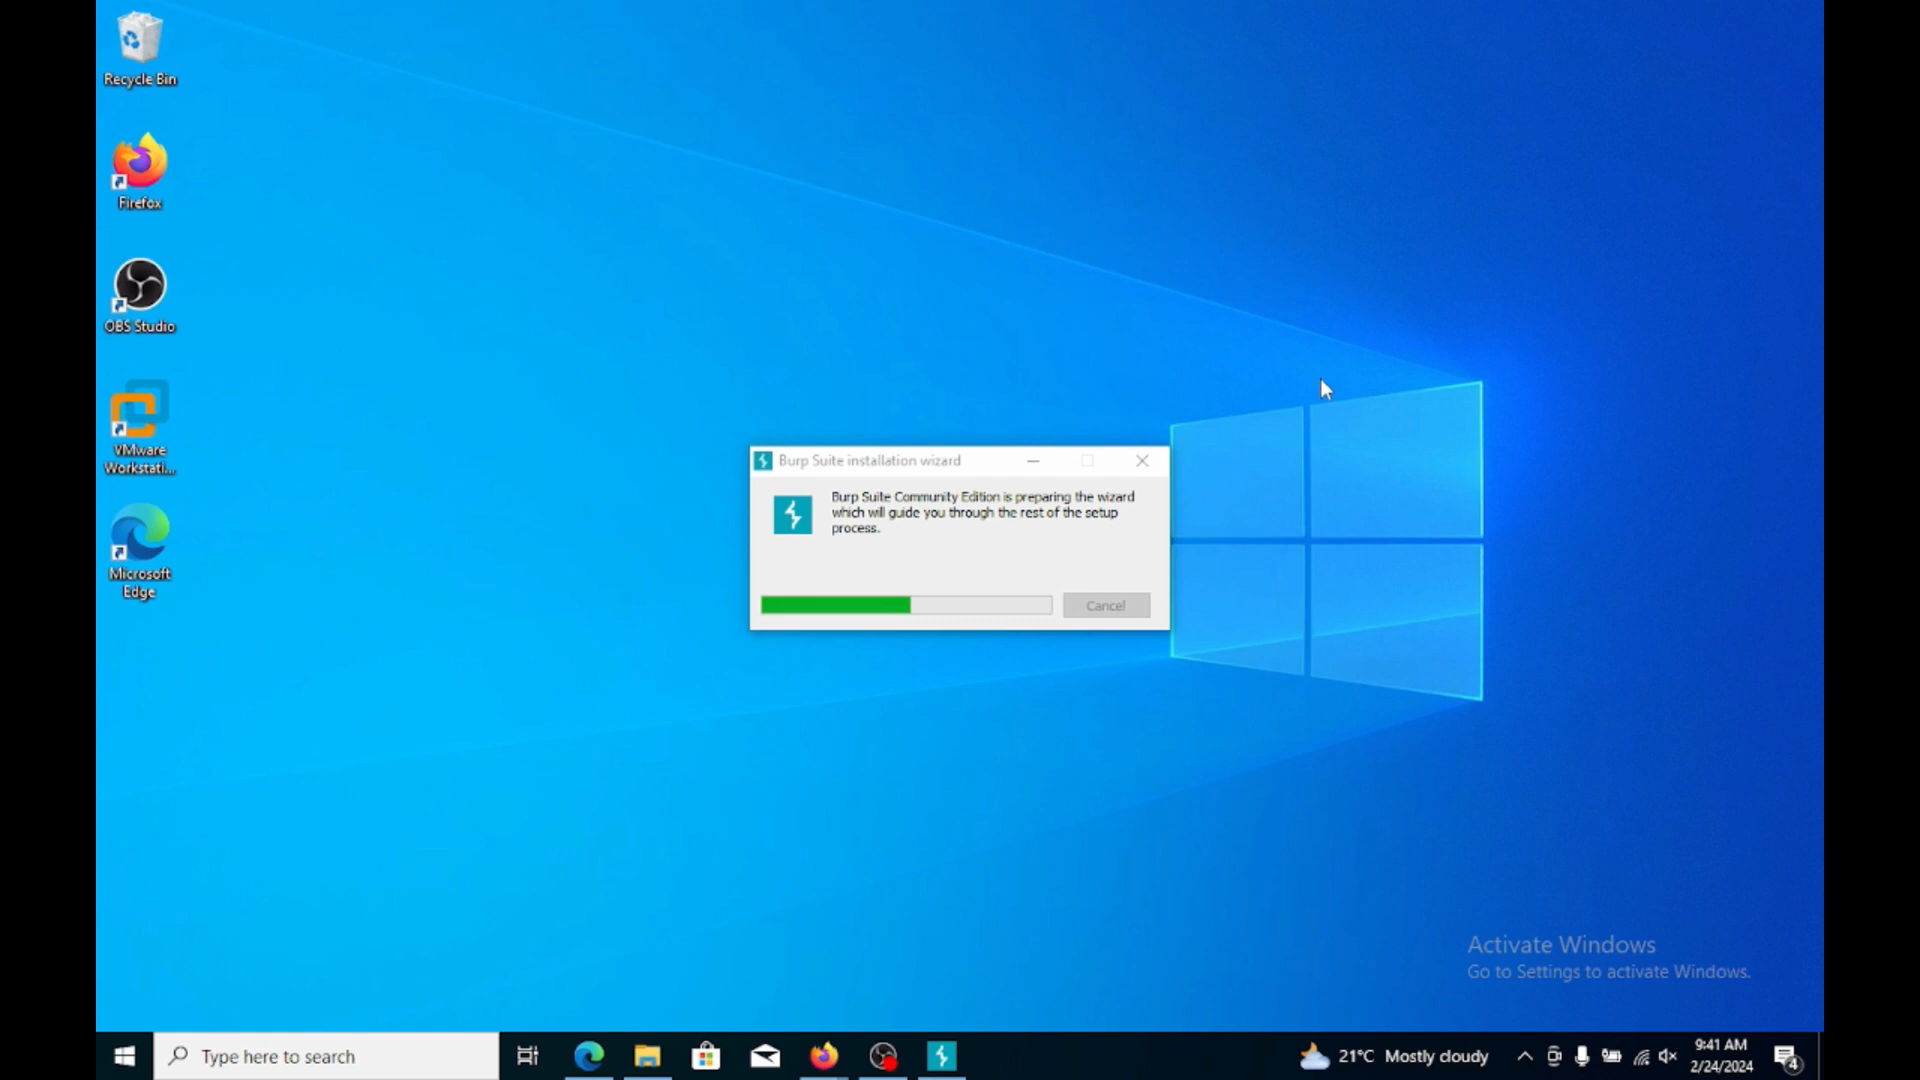 Recycle Bin
Firefox
OBS Studio
VMware
Workstati...
Microsoft
Edge
Burp Suite installation wizard
Burp Suite Community Edition is preparing the wizard
which will guide you through the rest of the setup
process.
Cancel
Activate Windows
Go to Settings to activate Windows.
Type here to search
21°C Mostly cloudy
9:41 AM
2/24/2024
4